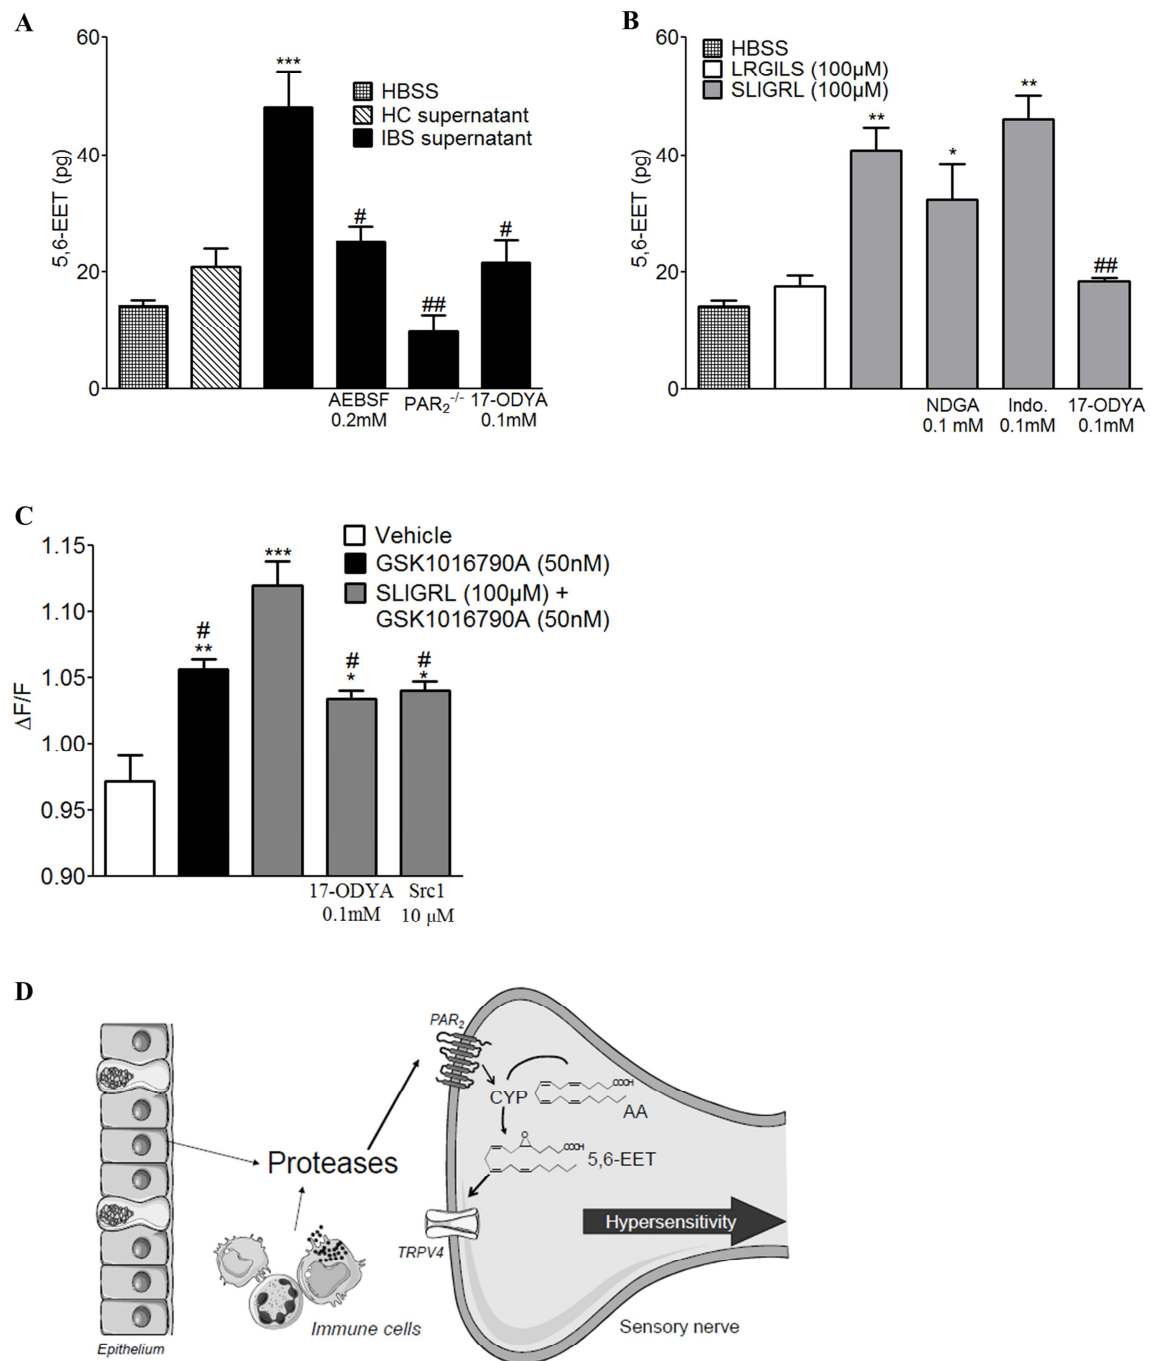 A
60
40
20
0
5,6-EET (pg)
***
#
##
#
HBSS
HC supernatant
IBS supernatant
AEBSF
0.2mM
PAR2-/-
17-ODYA
0.1mM
B
60
40
20
0
5,6-EET (pg)
HBSS
LRGILS (100µM)
SLIGRL (100µM)
**
*
**
##
NDGA
0.1 mM
Indo.
0.1mM
17-ODYA
0.1mM
C
1.15
1.10
1.05
1.00
0.95
0.90
ΔF/F
Vehicle
GSK1016790A (50nM)
SLIGRL (100µM) +
GSK1016790A (50nM)
#
**
***
#
*
#
*
17-ODYA
0.1mM
Src1
10 µM
D
PAR2
CYP
COOH
AA
O
COOH
5,6-EET
Proteases
TRPV4
Hypersensitivity
Immune cells
Sensory nerve
Epithelium